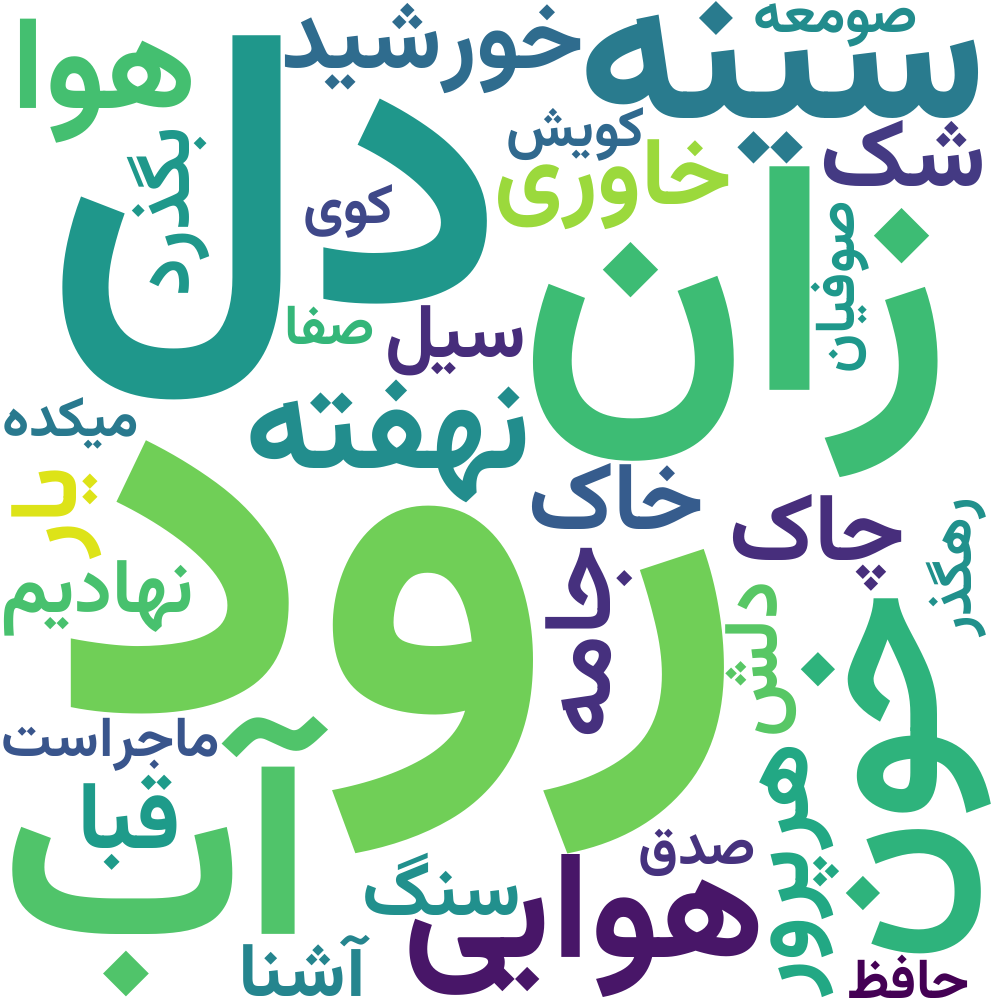 صومعه
سینه
خورشید
هوا
دل
کویش
شک
خاوری
بگذرد
کوی
زان
صوفیان
صفا
سیل
نهفته
میکده
یار
خاک
چاک
رهگذر
رود
جامه
نهادیم
دلش
خون
ماجراست
آب
قبا
هرپرور
صدق
سنگ
هوایی
آشنا
حافظ